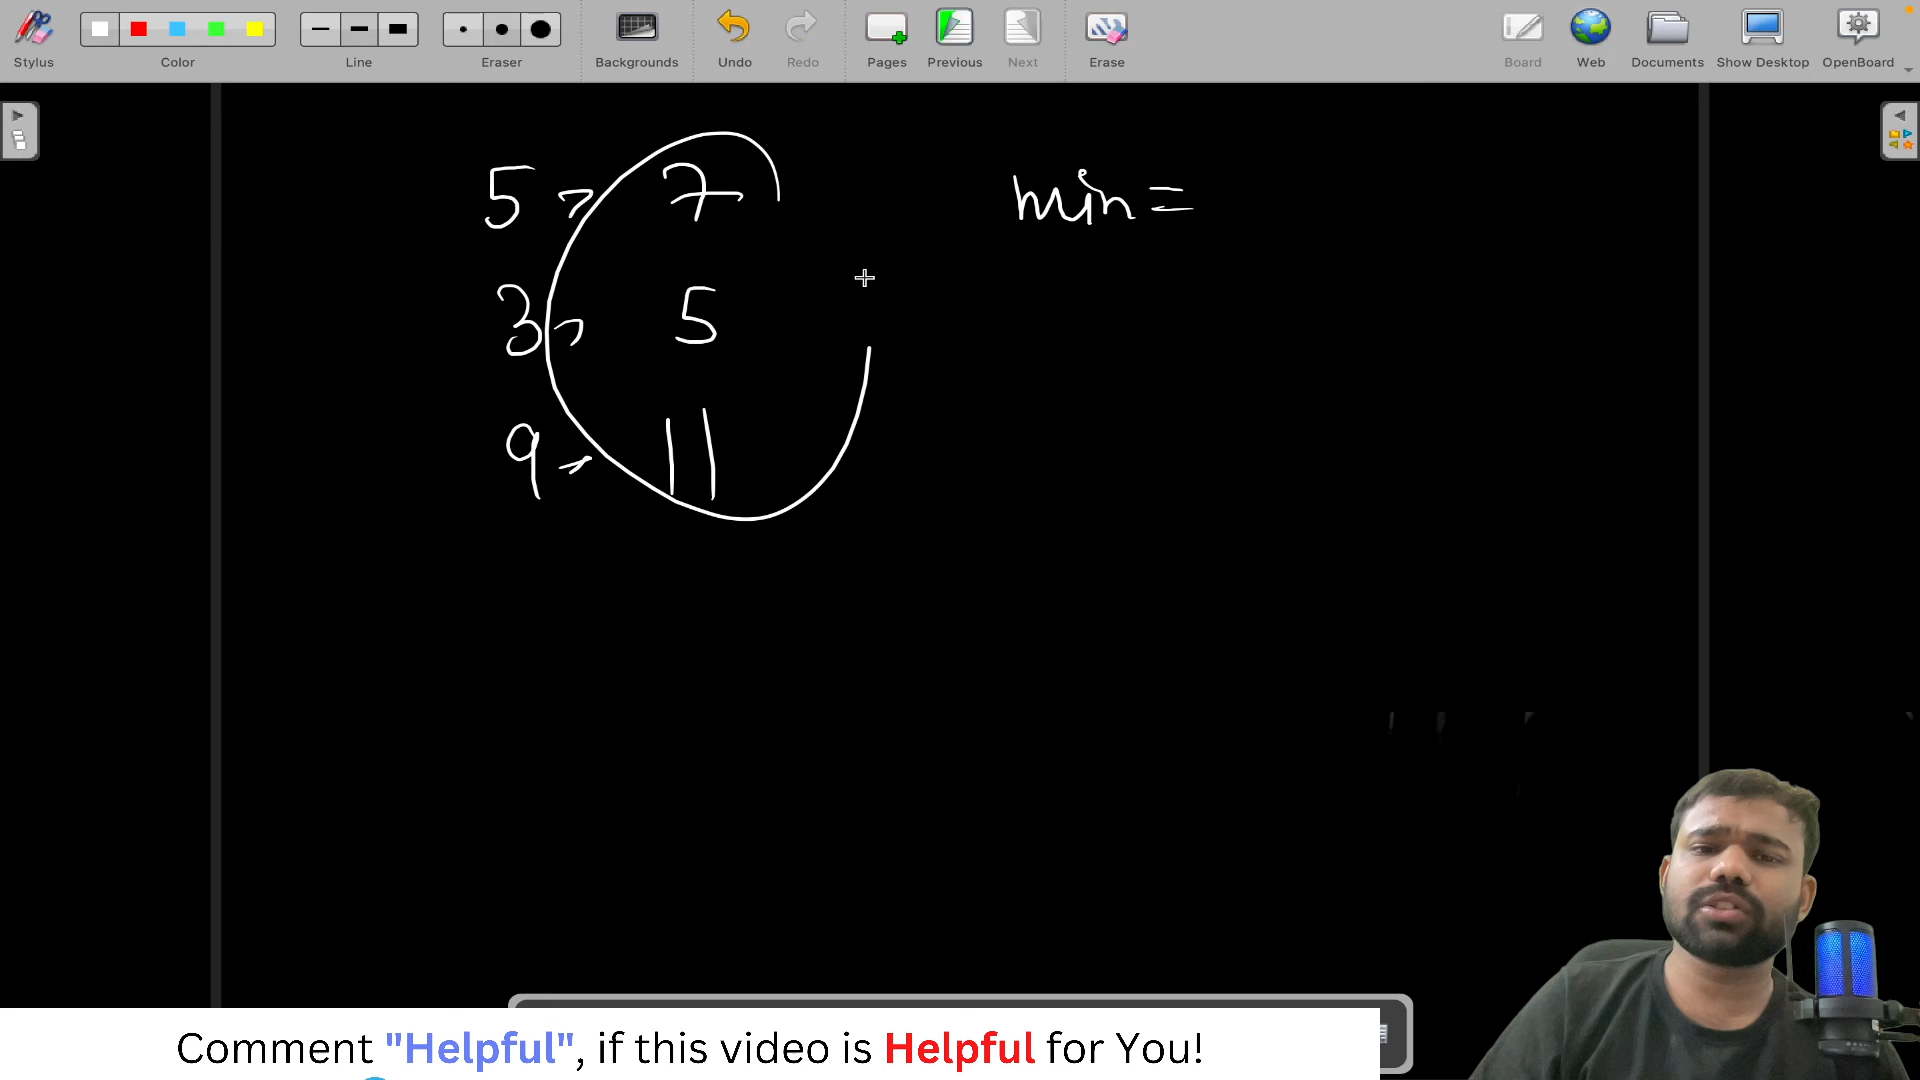 Stylus Color Line Eraser Backgrounds Undo Redo Pages Previous Next Erase Board Web Documents Show Desktop OpenBoard
5 → 7 min =
3 → 5
9 → 11
Comment "Helpful", if this video is Helpful for You!